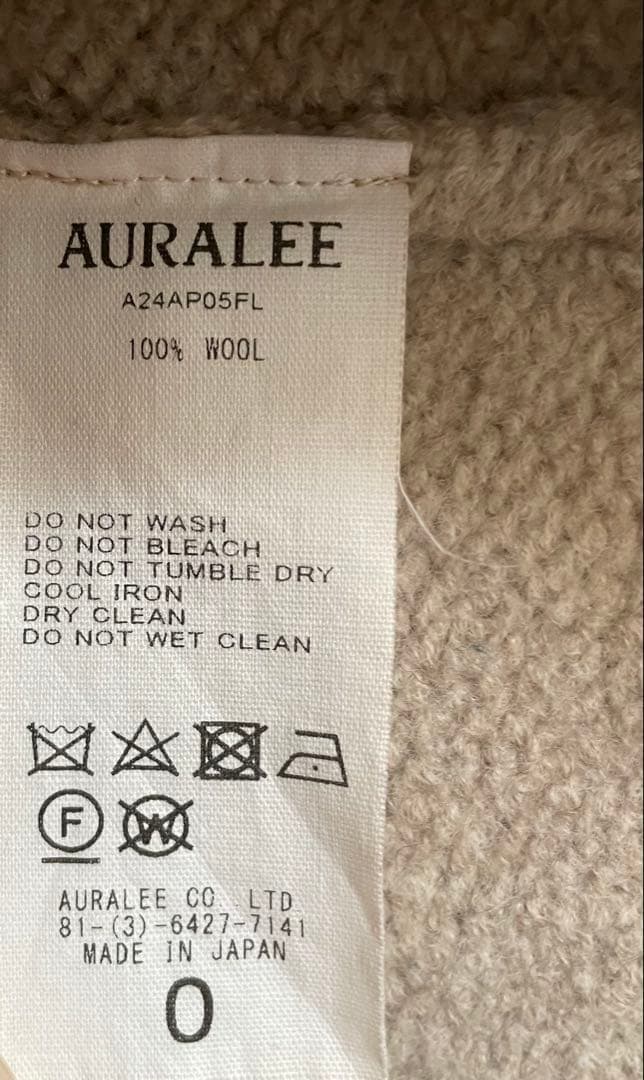 AURALEE
A24AP05FL
100% WOOL
DO NOT WASH
DO NOT BLEACH
DO NOT TUMBLE DRY
COOL IRON
DRY CLEAN
DO NOT WET CLEAN
F W
AURALEE CO. LTD
81-(3)-6427-7141
MADE IN JAPAN
0